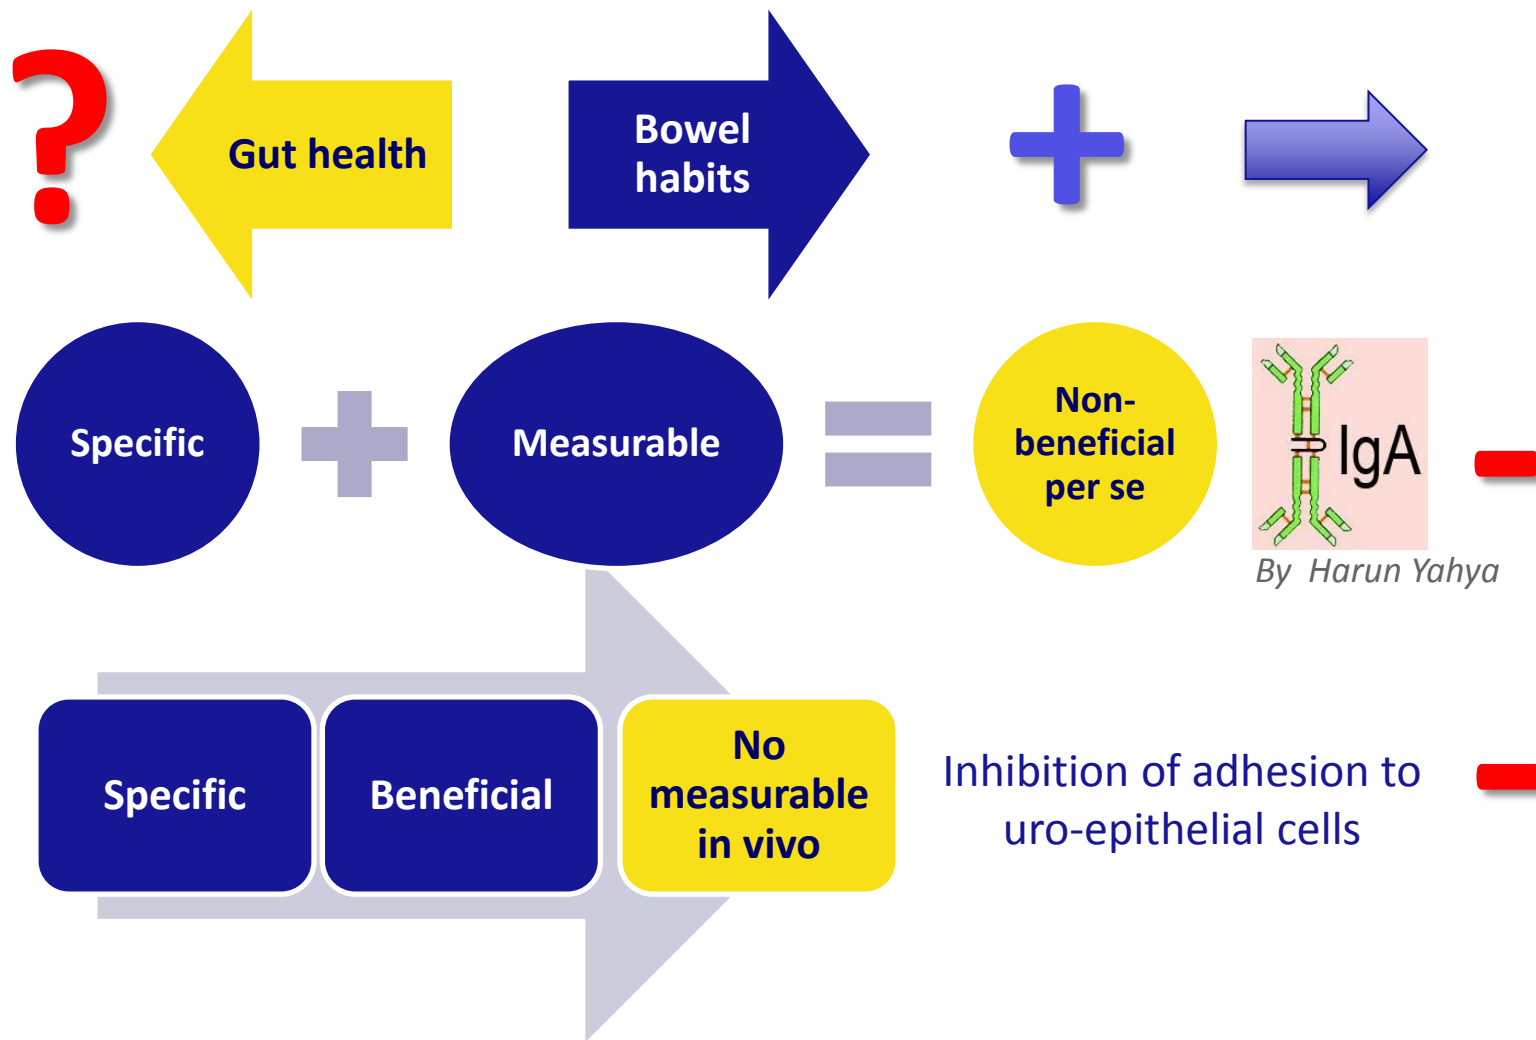 ?
Gut health
Bowel
habits
Specific
Measurable
Non-
beneficial
per se
IgA
By Harun Yahya
Specific
Beneficial
No
measurable
in vivo
Inhibition of adhesion to
uro-epithelial cells